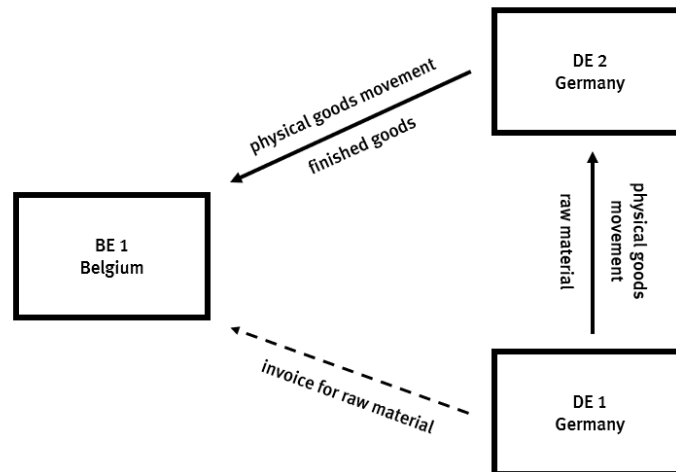 DE 2
Germany
physical goods movement
finished goods
BE 1
Belgium
raw material
physical goods
movement
invoice for raw material
DE 1
Germany